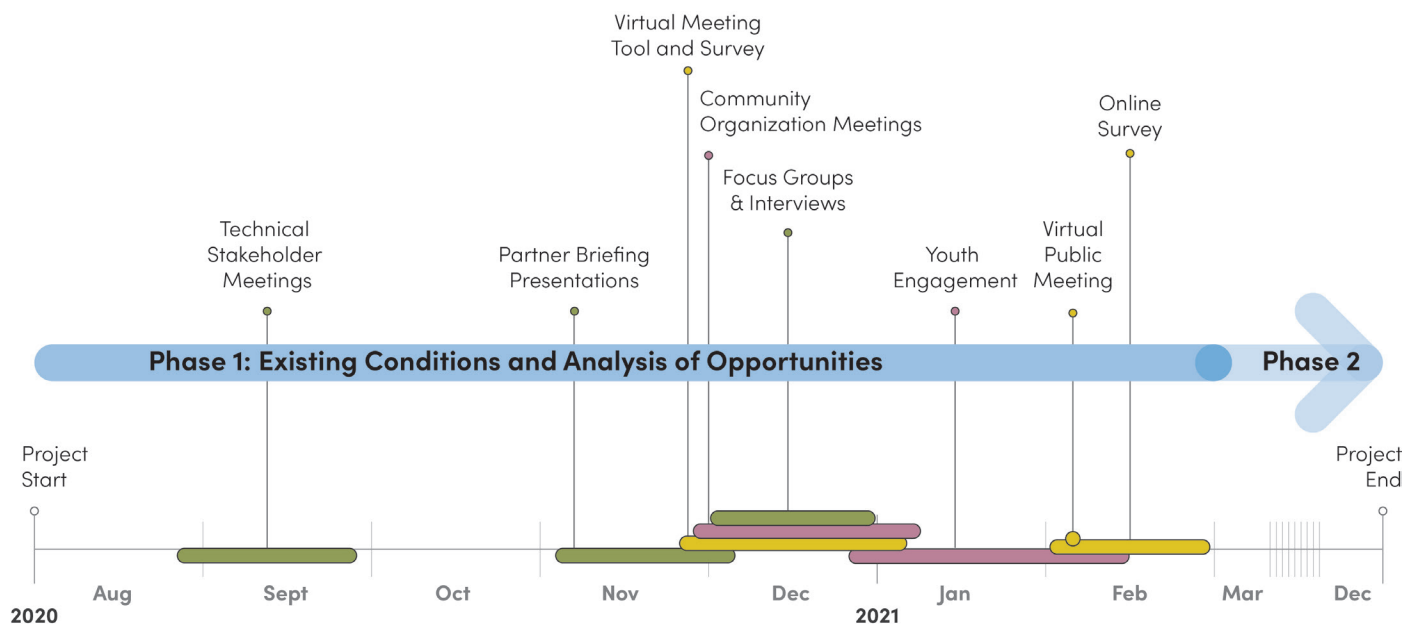 Virtual Meeting
Tool and Survey
Community
Organization Meetings
Online
Survey
Focus Groups
& Interviews
Technical
Stakeholder
Meetings
Partner Briefing
Presentations
Youth
Engagement
Virtual
Public
Meeting
Phase 1: Existing Conditions and Analysis of Opportunities
Phase 2
Project
Start
Project
End
Aug
Sept
Oct
Nov
Dec
Jan
Feb
Mar
Dec
2020
2021